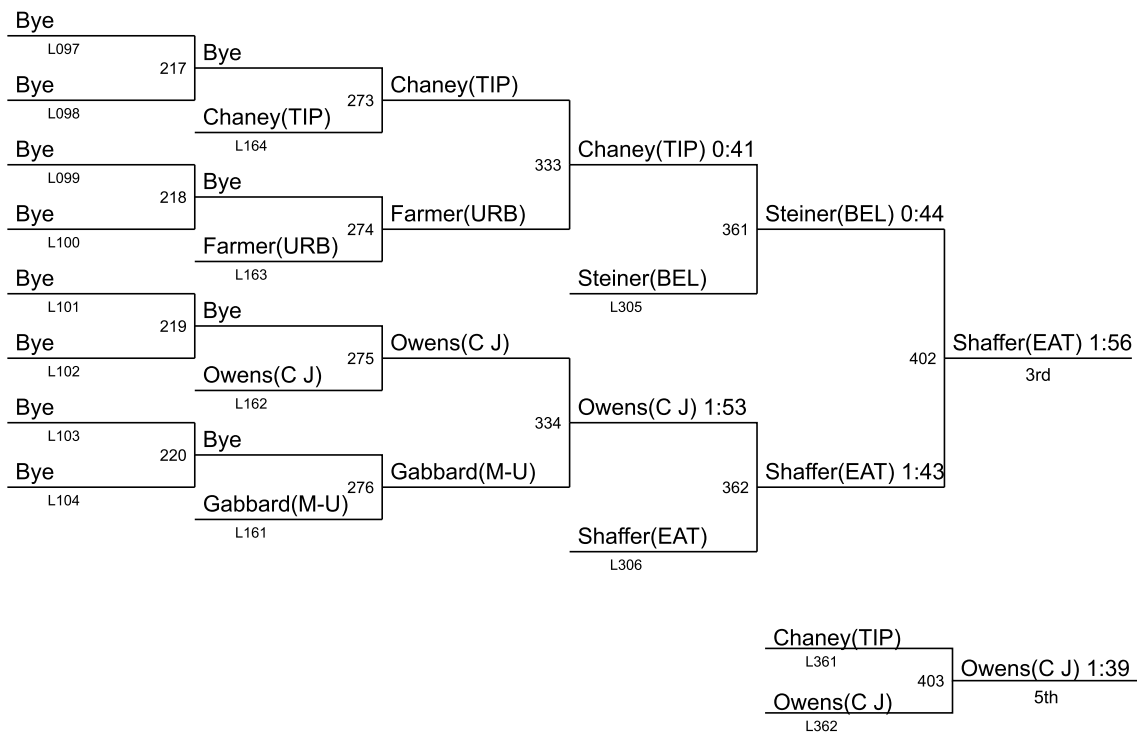 Bye
L097
217
Bye
Bye
L098
273
Chaney(TIP)
Chaney(TIP)
L164
Bye
L099
218
Bye
333
Chaney(TIP) 0:41
Bye
L100
274
Farmer(URB)
Farmer(URB)
L163
361
Steiner(BEL) 0:44
Steiner(BEL)
L305
Bye
L101
219
Bye
Bye
L102
275
Owens(C J)
Owens(C J)
L162
402
Shaffer(EAT) 1:56
3rd
Bye
L103
220
Bye
334
Owens(C J) 1:53
Bye
L104
276
Gabbard(M-U)
Gabbard(M-U)
L161
362
Shaffer(EAT) 1:43
Shaffer(EAT)
L306
Chaney(TIP)
L361
403
Owens(C J) 1:39
5th
Owens(C J)
L362